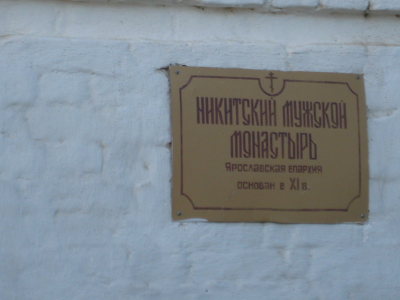 НИКИТСКИЙ МУЖСКОЙ
МОНАСТЫРЬ
ЯРОСЛАВСКАЯ ЕПАРХИЯ
ОСНОВАН В XI В.